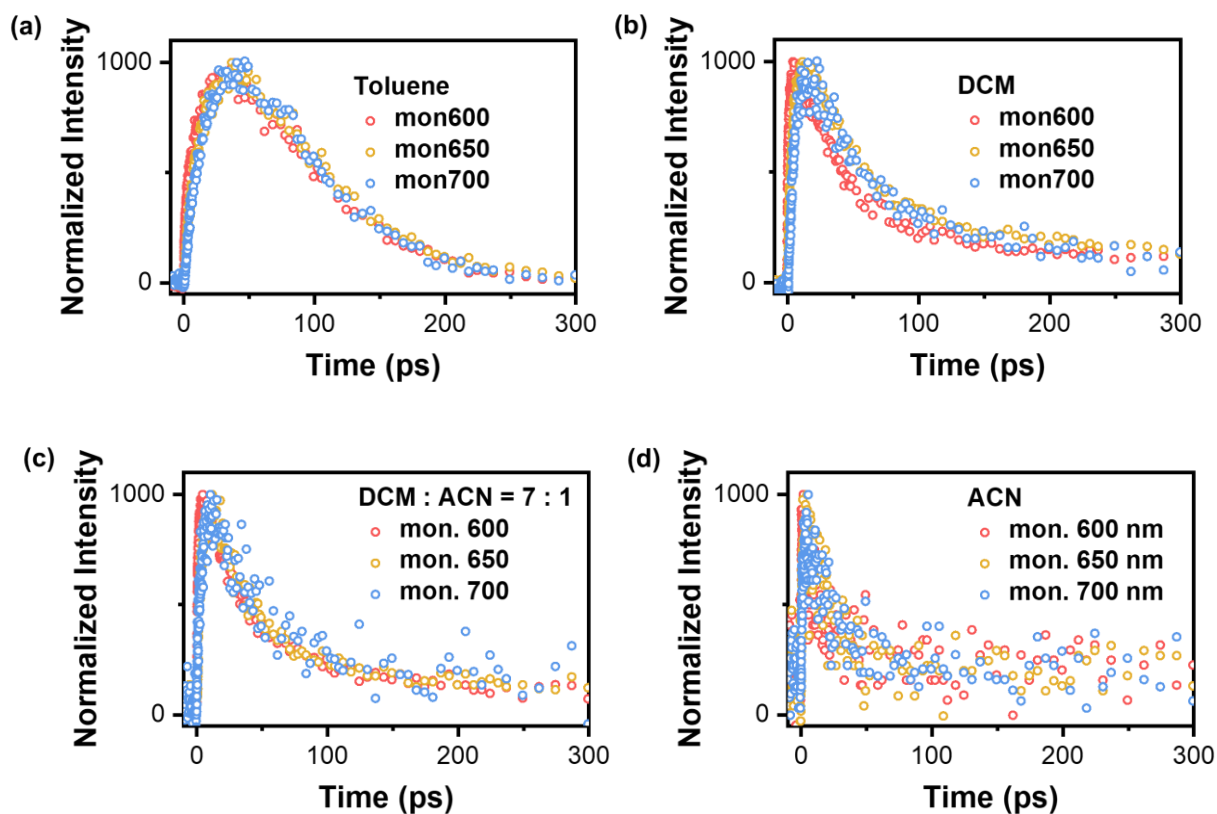 (a)
Normalized Intensity
1000
0
Toluene
mon600
mon650
mon700
0 100 200 300
Time (ps)
(b)
Normalized Intensity
1000
0
DCM
mon600
mon650
mon700
0 100 200 300
Time (ps)
(c)
Normalized Intensity
1000
0
DCM : ACN = 7 : 1
mon. 600
mon. 650
mon. 700
0 100 200 300
Time (ps)
(d)
Normalized Intensity
1000
0
ACN
mon. 600 nm
mon. 650 nm
mon. 700 nm
0 100 200 300
Time (ps)